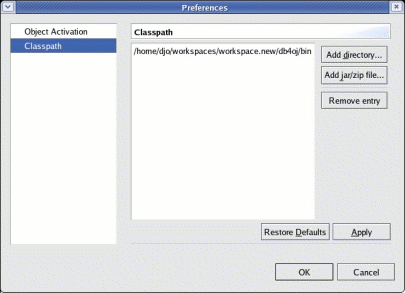 Preferences
Object Activation
Classpath
Classpath
/home/djo/workspaces/workspace.new/db4oj/bin
Add directory...
Add jar/zip file...
Remove entry
Restore Defaults
Apply
OK
Cancel